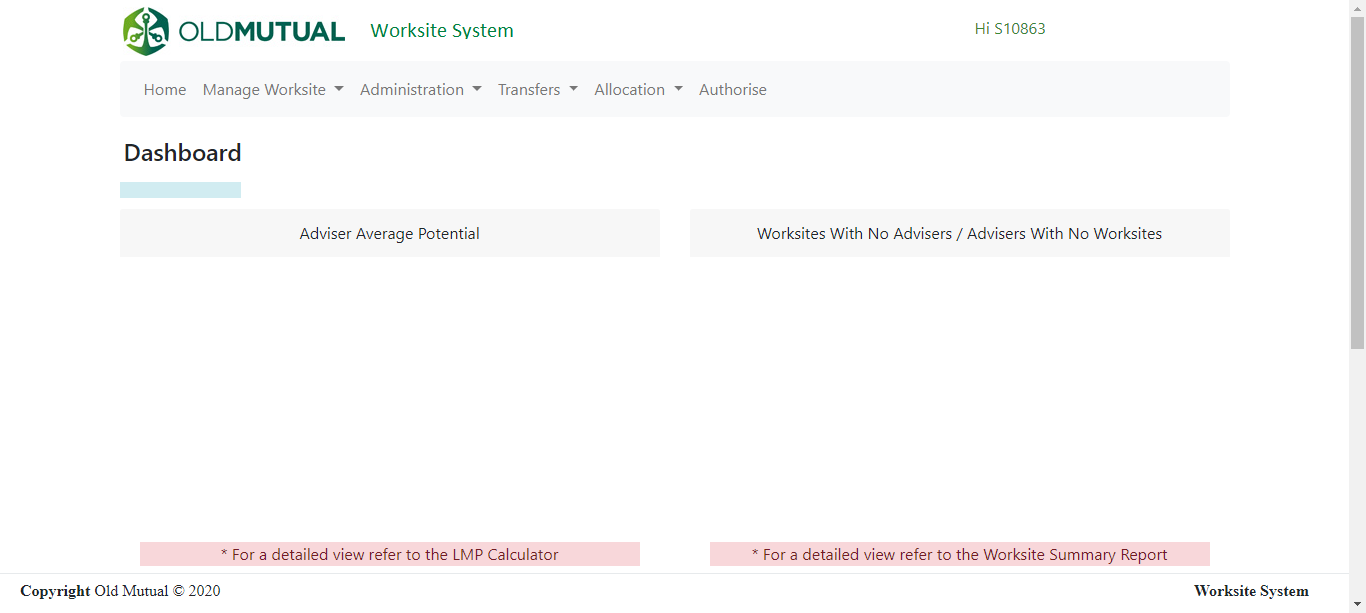 OLDMUTUAL Worksite System Hi S10863
Home Manage Worksite Administration Transfers Allocation Authorise
Dashboard
Adviser Average Potential Worksites With No Advisers / Advisers With No Worksites
* For a detailed view refer to the LMP Calculator * For a detailed view refer to the Worksite Summary Report
Copyright Old Mutual © 2020 Worksite System